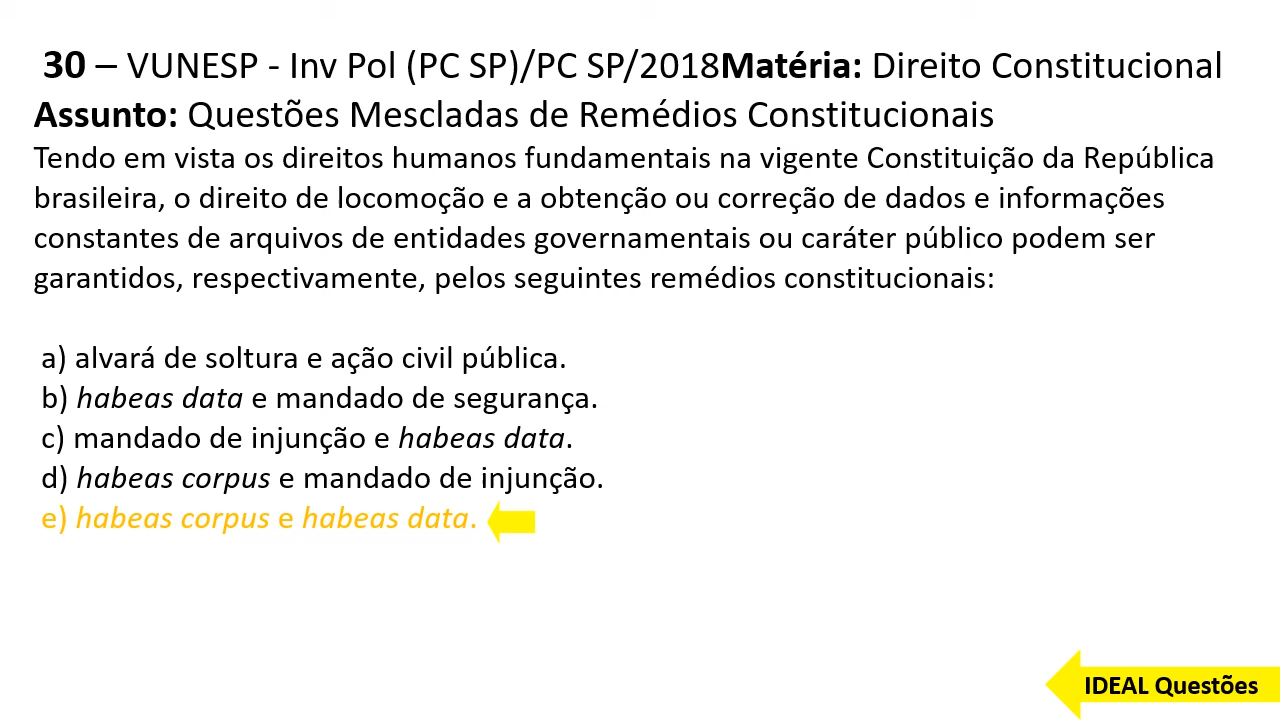 30 – VUNESP - Inv Pol (PC SP)/PC SP/2018Matéria: Direito Constitucional
Assunto: Questões Mescladas de Remédios Constitucionais
Tendo em vista os direitos humanos fundamentais na vigente Constituição da República
brasileira, o direito de locomoção e a obtenção ou correção de dados e informações
constantes de arquivos de entidades governamentais ou caráter público podem ser
garantidos, respectivamente, pelos seguintes remédios constitucionais:
a) alvará de soltura e ação civil pública.
b) habeas data e mandado de segurança.
c) mandado de injunção e habeas data.
d) habeas corpus e mandado de injunção.
e) habeas corpus e habeas data.
IDEAL Questões